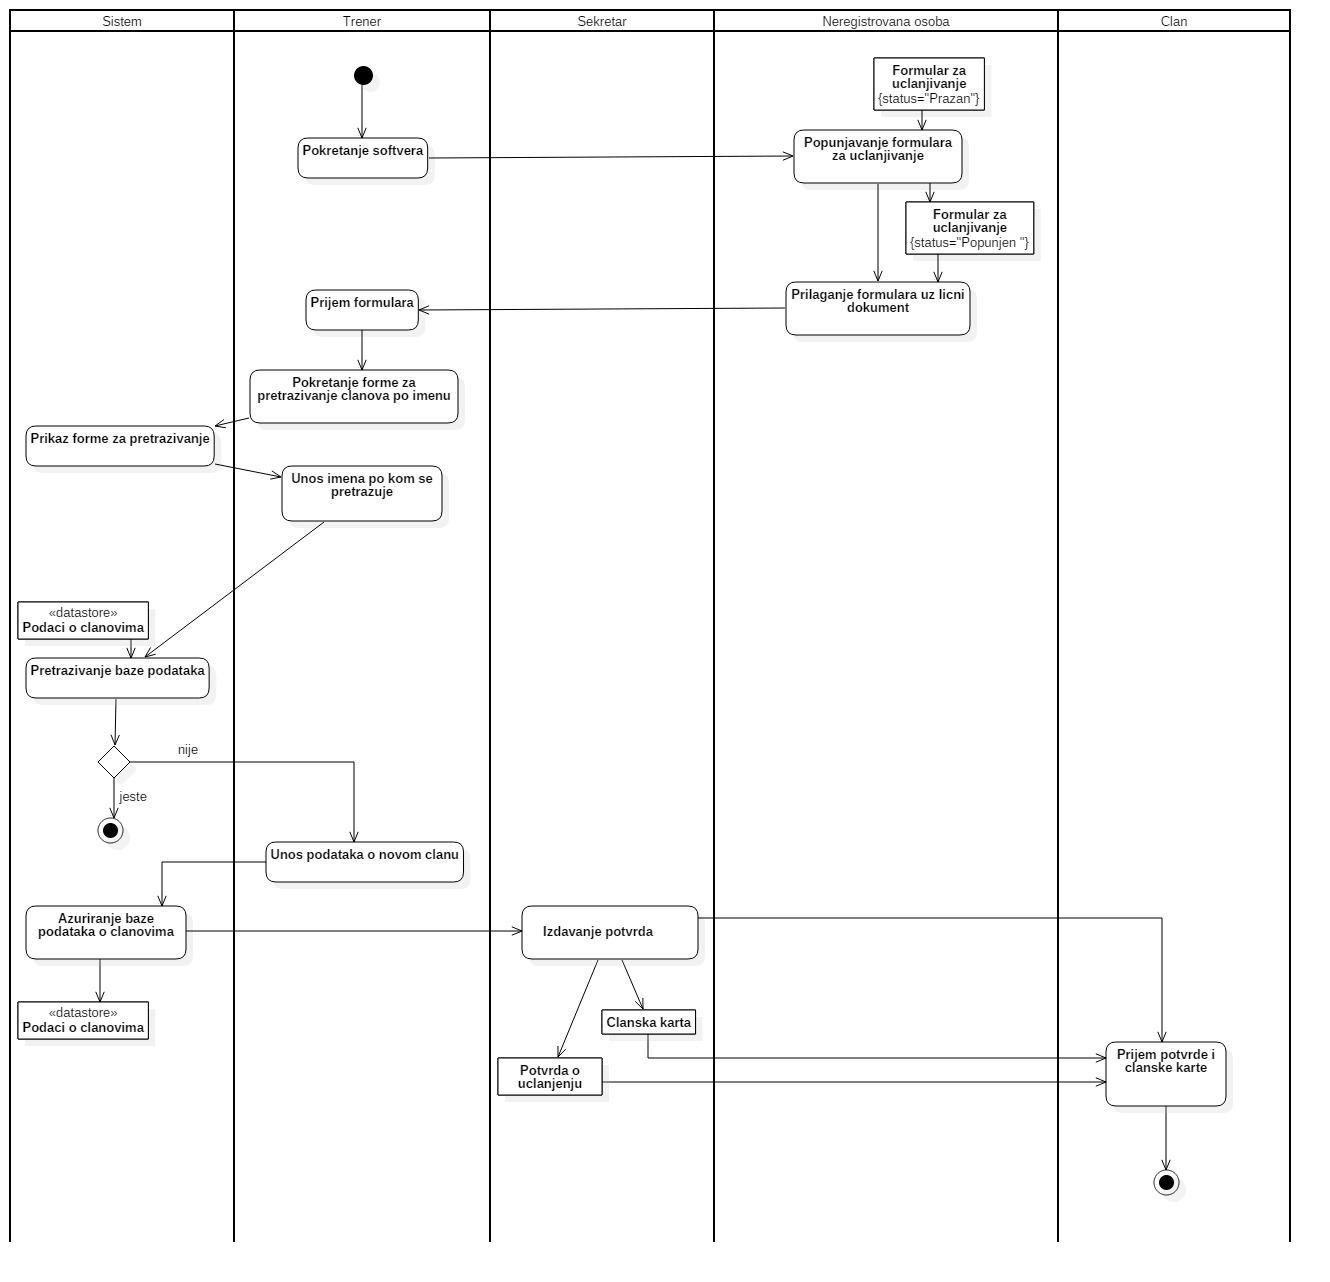 Sistem
Trener
Sekretar
Neregistrovana osoba
Clan
Formular za
uclanjivanje
{status="Prazan"}
Pokretanje softvera
Popunjavanje formulara
za uclanjivanje
Formular za
uclanjivanje
{status="Popunjen "}
Prijem formulara
Prilaganje formulara uz licni
dokument
Pokretanje forme za
pretrazivanje clanova po imenu
Prikaz forme za pretrazivanje
Unos imena po kom se
pretrazuje
«datastore»
Podaci o clanovima
Pretrazivanje baze podataka
nije
jeste
Unos podataka o novom clanu
Azuriranje baze
podataka o clanovima
Izdavanje potvrda
«datastore»
Podaci o clanovima
Clanska karta
Potvrda o
uclanjenju
Prijem potvrde i
clanske karte